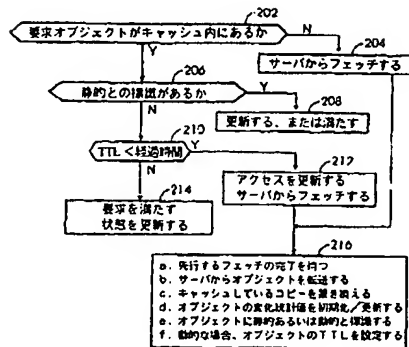 202
要求オブジェクトがキャッシュ内にあるか
N
Y
204
サーバからフェッチする
206
静的との標識があるか
Y
N
208
更新する、または満たす
210
TTL<経過時間
Y
N
212
アクセスを更新する
サーバからフェッチする
214
要求を満たす
状態を更新する
216
a. 先行するフェッチの完了を待つ
b. サーバからオブジェクトを転送する
c. キャッシュしているコピーを置き換える
d. オブジェクトの変化統計値を初期化/更新する
e. オブジェクトに静的あるいは動的と標識する
f. 動的な場合、オブジェクトのTTLを設定する